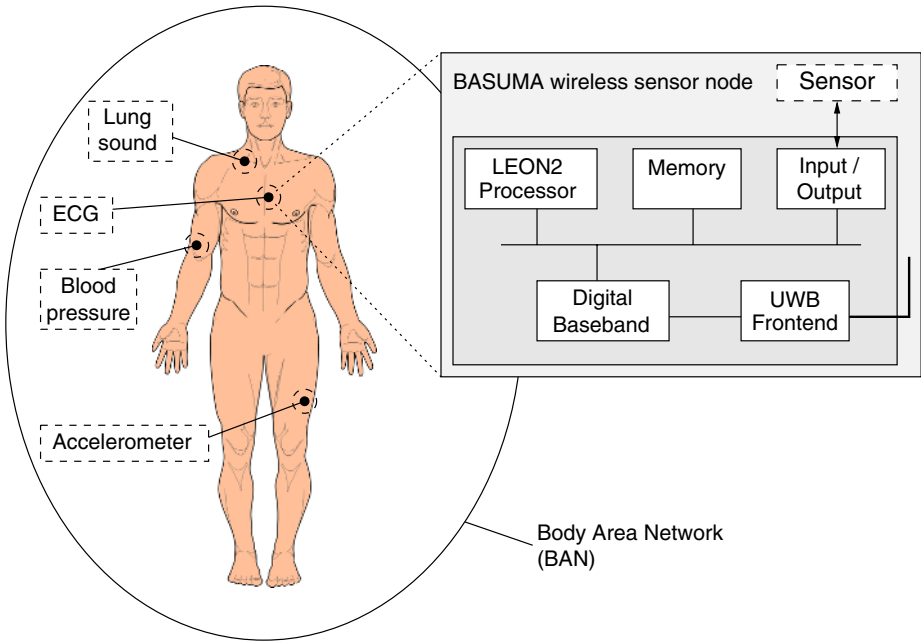 Lung
sound
ECG
Blood
pressure
Accelerometer
BASUMA wireless sensor node
Sensor
LEON2
Processor
Memory
Input /
Output
Digital
Baseband
UWB
Frontend
Body Area Network
(BAN)